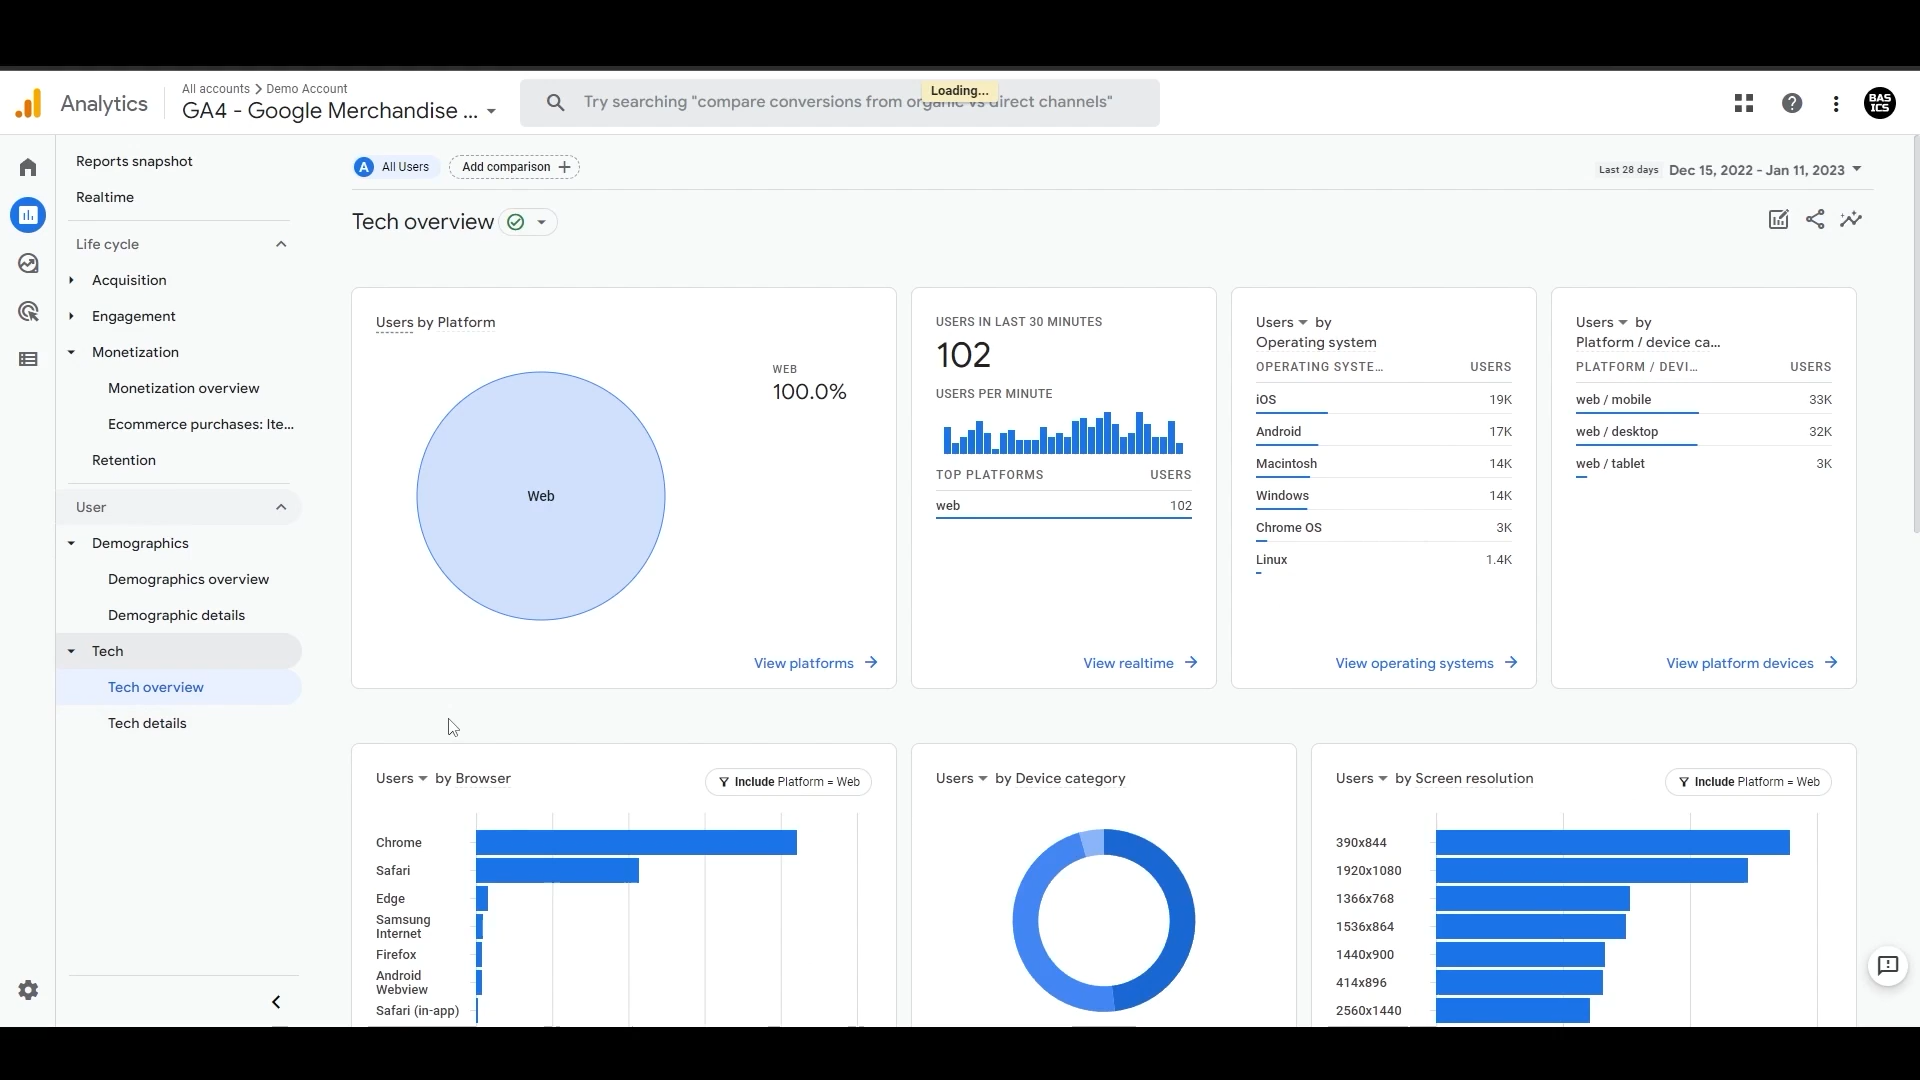 Analytics
All accounts > Demo Account
GA4 - Google Merchandise ...
Try searching "compare conversions from organic vs direct channels"
Loading...
BAS
ICS
Reports snapshot
Realtime
Life cycle
Acquisition
Engagement
Monetization
Monetization overview
Ecommerce purchases: Ite...
Retention
User
Demographics
Demographics overview
Demographic details
Tech
Tech overview
Tech details
A All Users
Add comparison +
Last 28 days Dec 15, 2022 - Jan 11, 2023
Tech overview
Users by Platform
WEB
100.0%
Web
View platforms
USERS IN LAST 30 MINUTES
102
USERS PER MINUTE
TOP PLATFORMS USERS
web 102
View realtime
Users by
Operating system
OPERATING SYSTE... USERS
iOS 19K
Android 17K
Macintosh 14K
Windows 14K
Chrome OS 3K
Linux 1.4K
View operating systems
Users by
Platform / device ca...
PLATFORM / DEVI... USERS
web / mobile 33K
web / desktop 32K
web / tablet 3K
View platform devices
Users by Browser
Include Platform = Web
Chrome
Safari
Edge
Samsung
Internet
Firefox
Android
Webview
Safari (in-app)
Users by Device category
Users by Screen resolution
Include Platform = Web
390x844
1920x1080
1366x768
1536x864
1440x900
414x896
2560x1440